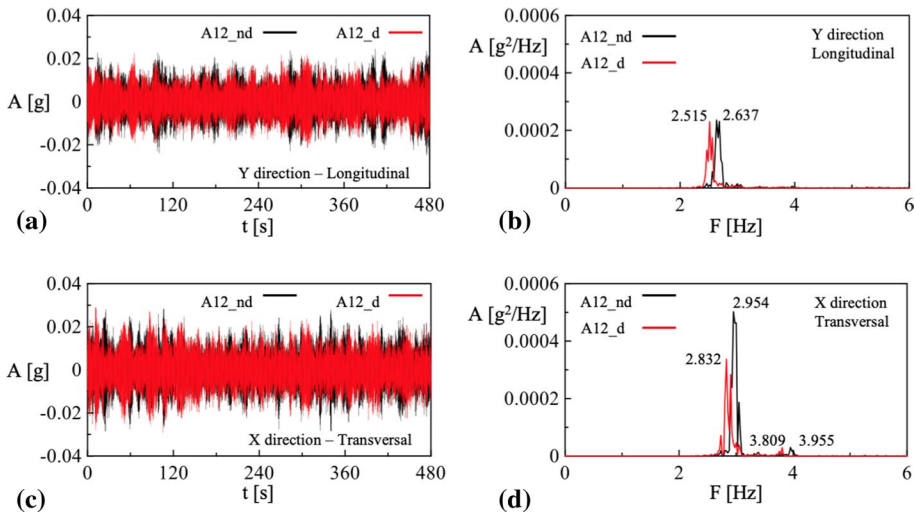 0.04
A12_nd
A12_d
0.02
A [g]
0
-0.02
-0.04
Y direction – Longitudinal
0
120
240
360
480
t [s]
(a)
0.0006
A [g²/Hz]
A12_nd
A12_d
Y direction
Longitudinal
0.0004
0.0002
2.515
2.637
0
0
2
4
6
F [Hz]
(b)
0.04
A12_nd
A12_d
0.02
A [g]
0
-0.02
-0.04
X direction – Transversal
0
120
240
360
480
t [s]
(c)
0.0006
A [g²/Hz]
A12_nd
A12_d
X direction
Transversal
2.954
0.0004
2.832
0.0002
3.809
3.955
0
0
2
4
6
F [Hz]
(d)